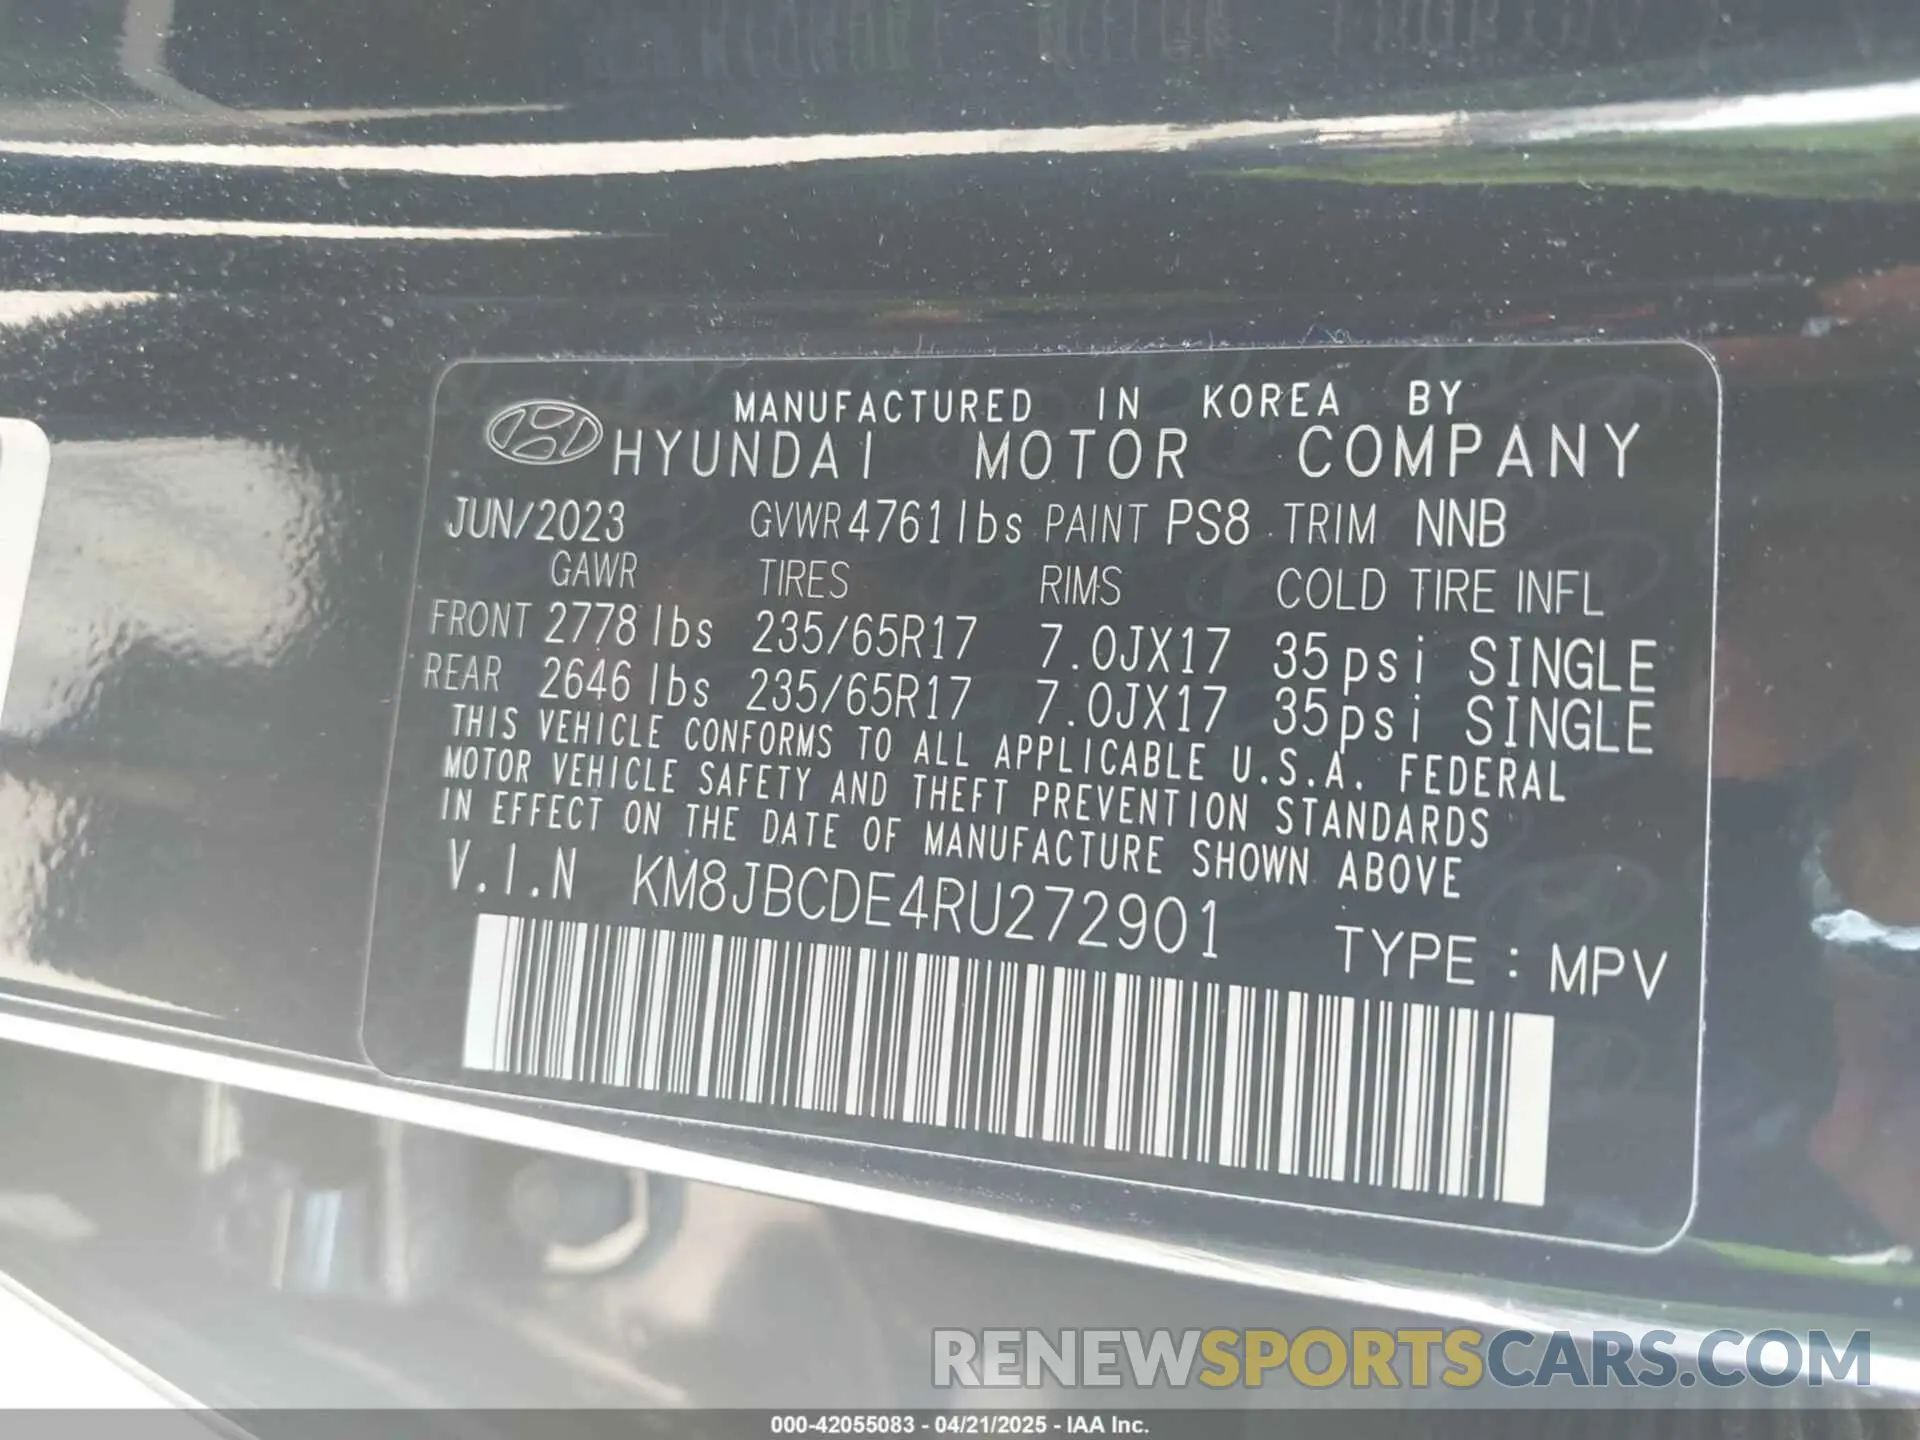 MANUFACTURED IN KOREA BY
HYUNDAI MOTOR COMPANY
JUN/2023 GVWR 4761lbs PAINT PS8 TRIM NNB
GAWR TIRES RIMS COLD TIRE INFL
FRONT 2778 lbs 235/65R17 7.0JX17 35psi SINGLE
REAR 2646 lbs 235/65R17 7.0JX17 35psi SINGLE
THIS VEHICLE CONFORMS TO ALL APPLICABLE U.S.A. FEDERAL
MOTOR VEHICLE SAFETY AND THEFT PREVENTION STANDARDS
IN EFFECT ON THE DATE OF MANUFACTURE SHOWN ABOVE
V.I.N KM8JBCDE4RU272901
TYPE : MPV
RENEWSPORTSCARS.COM
000-42055083 - 04/21/2025 - IAA Inc.